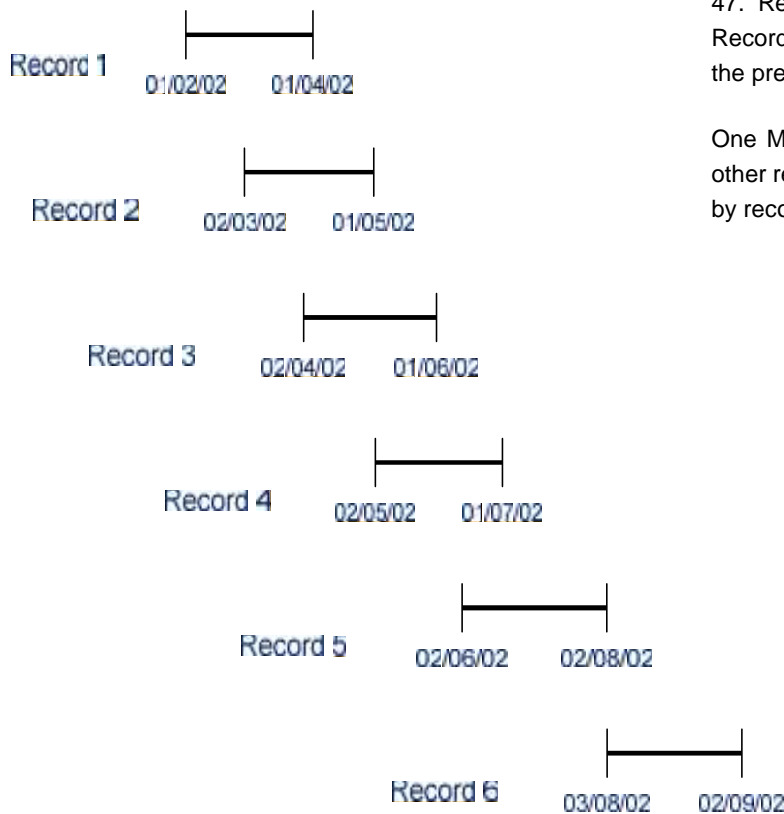 47. Re
Record
the pre
One M
other re
by reco
Record 1
01/02/02 01/04/02
Record 2
02/03/02 01/05/02
Record 3
02/04/02 01/06/02
Record 4
02/05/02 01/07/02
Record 5
02/06/02 02/08/02
Record 6
03/08/02 02/09/02